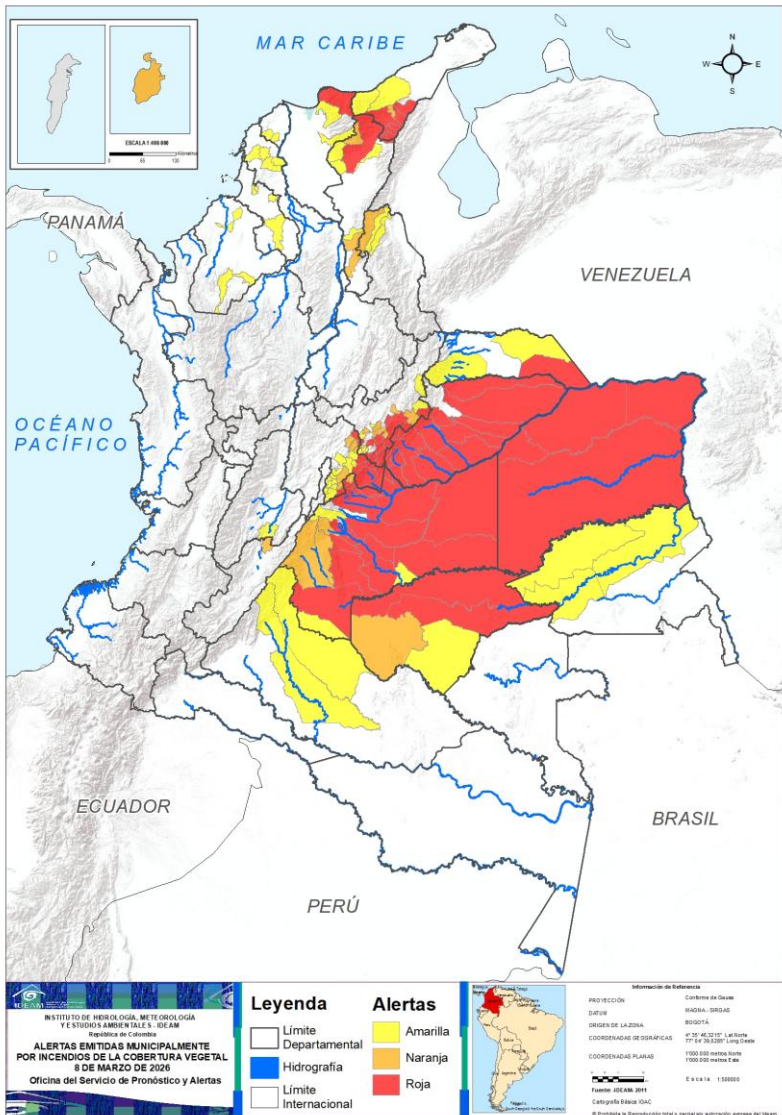 MAR CARIBE
N
W
E
S
ESCALA 1:400.000
PANAMÁ
VENEZUELA
OCÉANO
PACÍFICO
ECUADOR
BRASIL
PERÚ
IDEAM
INSTITUTO DE HIDROLOGÍA, METEOROLOGÍA
Y ESTUDIOS AMBIENTALES - IDEAM
República de Colombia
ALERTAS EMITIDAS MUNICIPALMENTE
POR INCENDIOS DE LA COBERTURA VEGETAL
8 DE MARZO DE 2026
Oficina del Servicio de Pronóstico y Alertas
Leyenda
Límite
Departamental
Hidrografía
Límite
Internacional
Alertas
Amarilla
Naranja
Roja
Información de Referencia
PROYECCIÓN
Conforme de Gauss
DATUM
MAGNA - SIRGAS
ORIGEN DE LA ZONA
BOGOTÁ
COORDENADAS GEOGRÁFICAS
COORDENADAS PLANAS
1'000.000 metros Norte
1'000.000 metros Este
Fuente: IDEAM 2011
Cartografía Básica IGAC